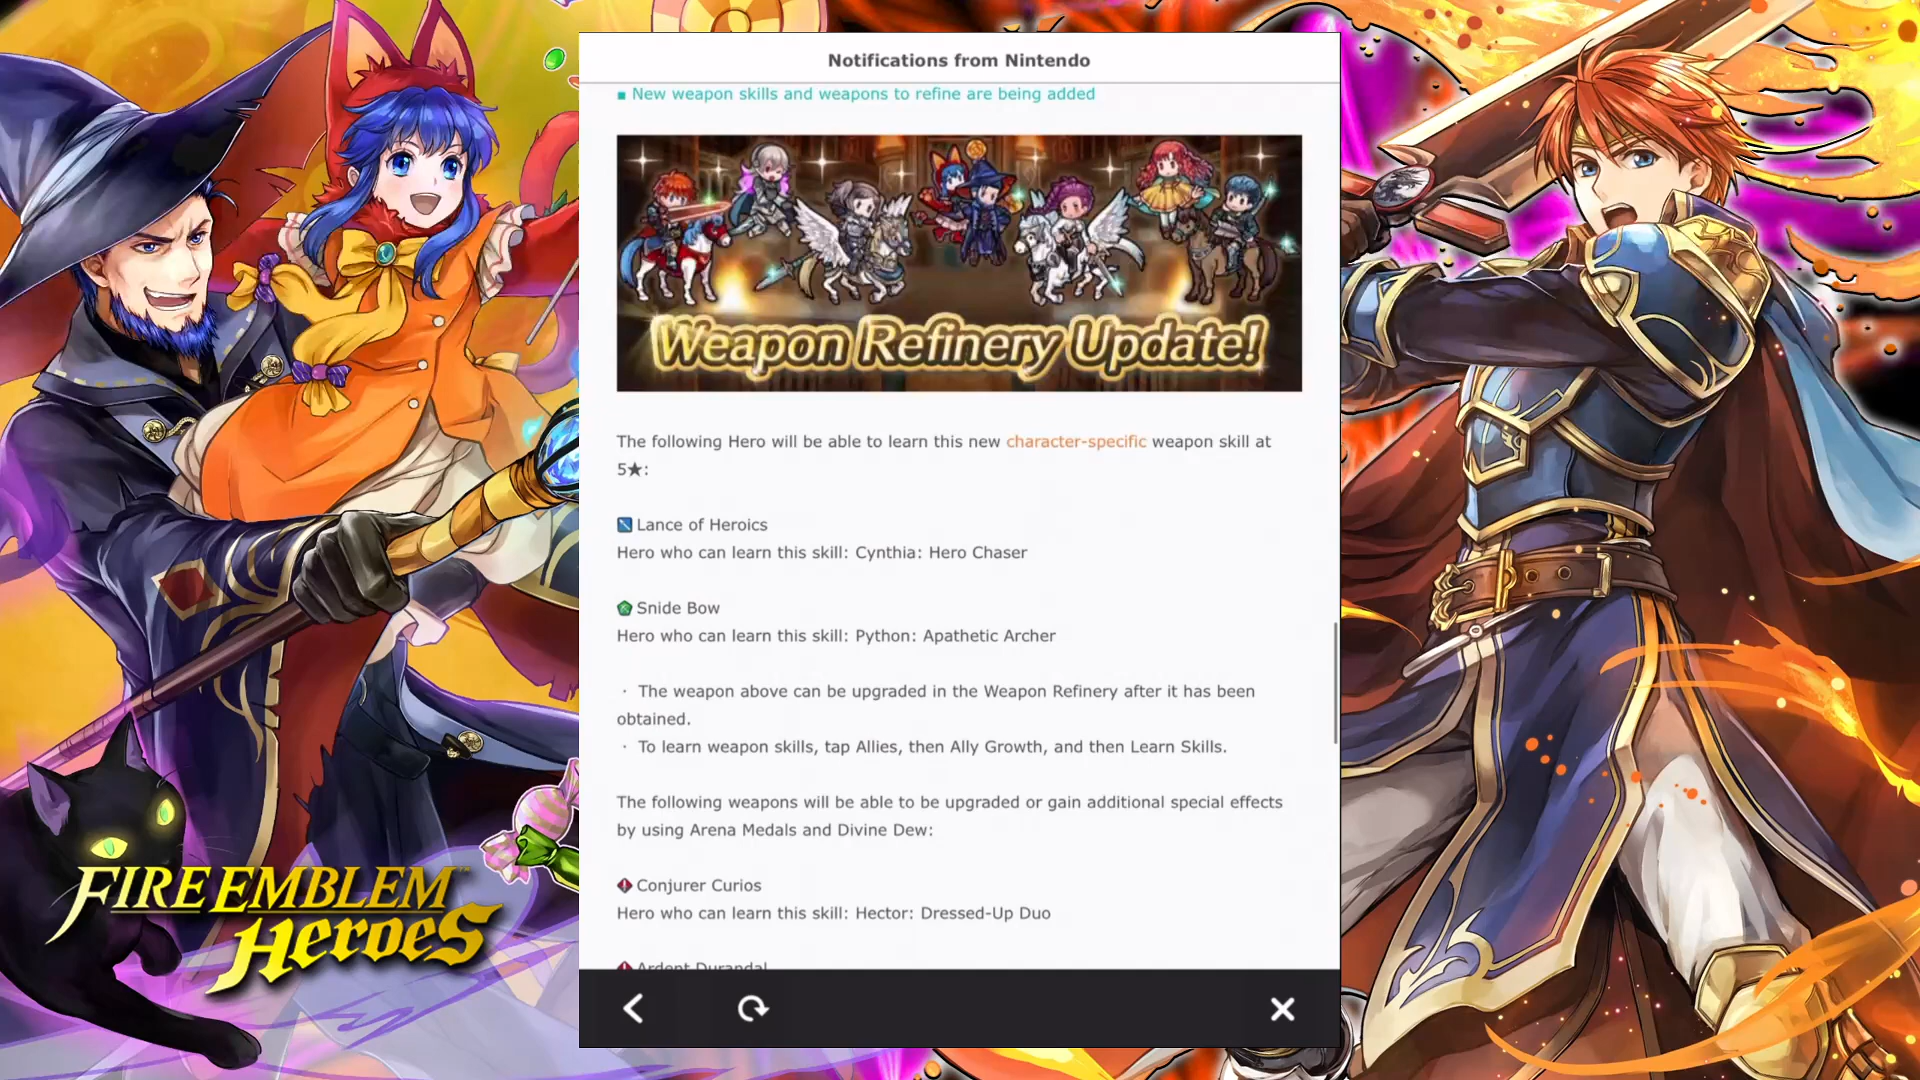 Notifications from Nintendo
■ New weapon skills and weapons to refine are being added
Weapon Refinery Update!
The following Hero will be able to learn this new character-specific weapon skill at
5★:
Lance of Heroics
Hero who can learn this skill: Cynthia: Hero Chaser
Snide Bow
Hero who can learn this skill: Python: Apathetic Archer
· The weapon above can be upgraded in the Weapon Refinery after it has been
obtained.
· To learn weapon skills, tap Allies, then Ally Growth, and then Learn Skills.
The following weapons will be able to be upgraded or gain additional special effects
by using Arena Medals and Divine Dew:
Conjurer Curios
Hero who can learn this skill: Hector: Dressed-Up Duo
Ardent Durandal
FIRE EMBLEM
Heroes